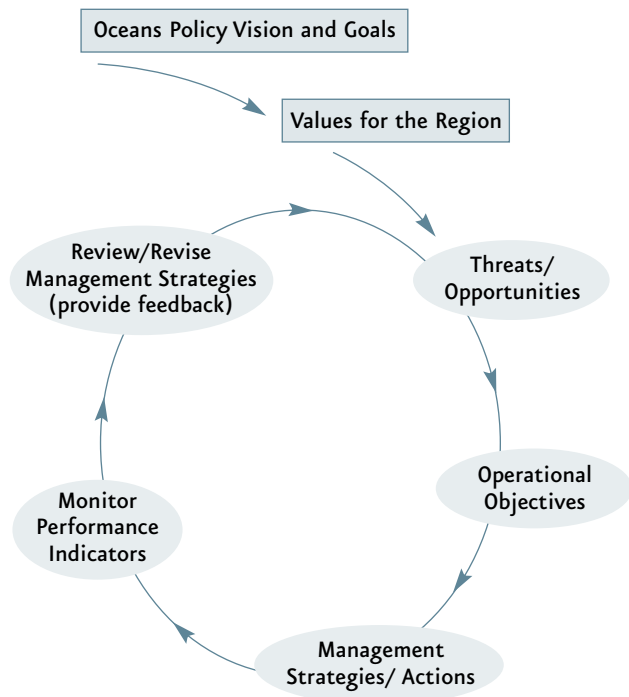 Oceans Policy Vision and Goals
Values for the Region
Review/Revise
Management Strategies
(provide feedback)
Threats/
Opportunities
Operational
Objectives
Monitor
Performance
Indicators
Management
Strategies/ Actions